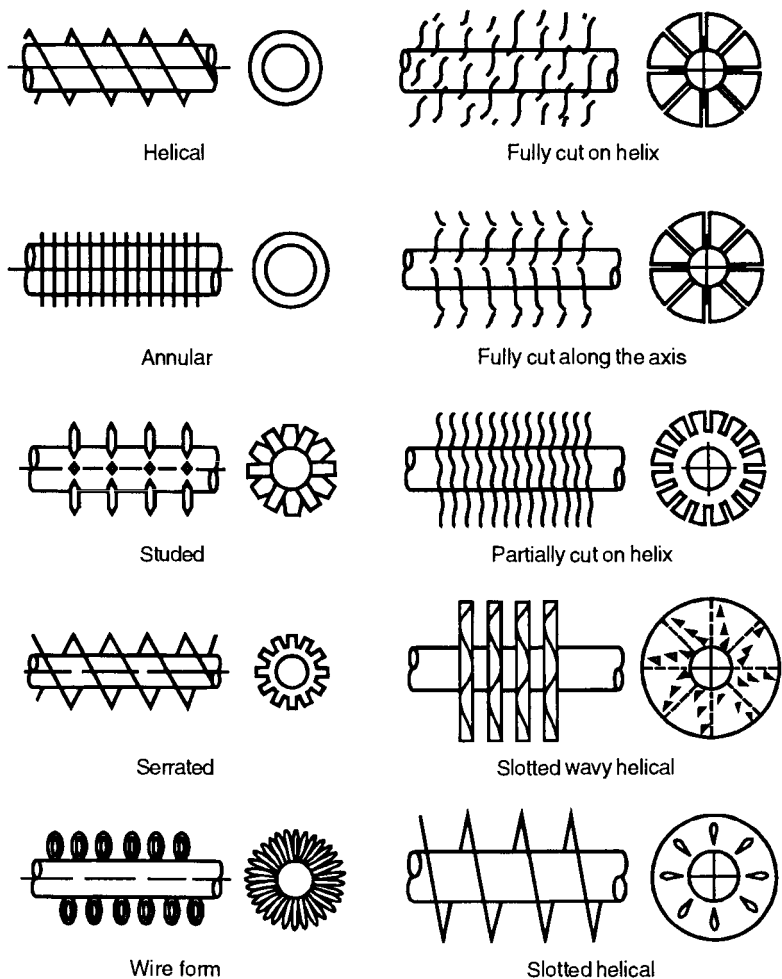 Helical
Fully cut on helix
Annular
Fully cut along the axis
Studed
Partially cut on helix
Serrated
Slotted wavy helical
Wire form
Slotted helical